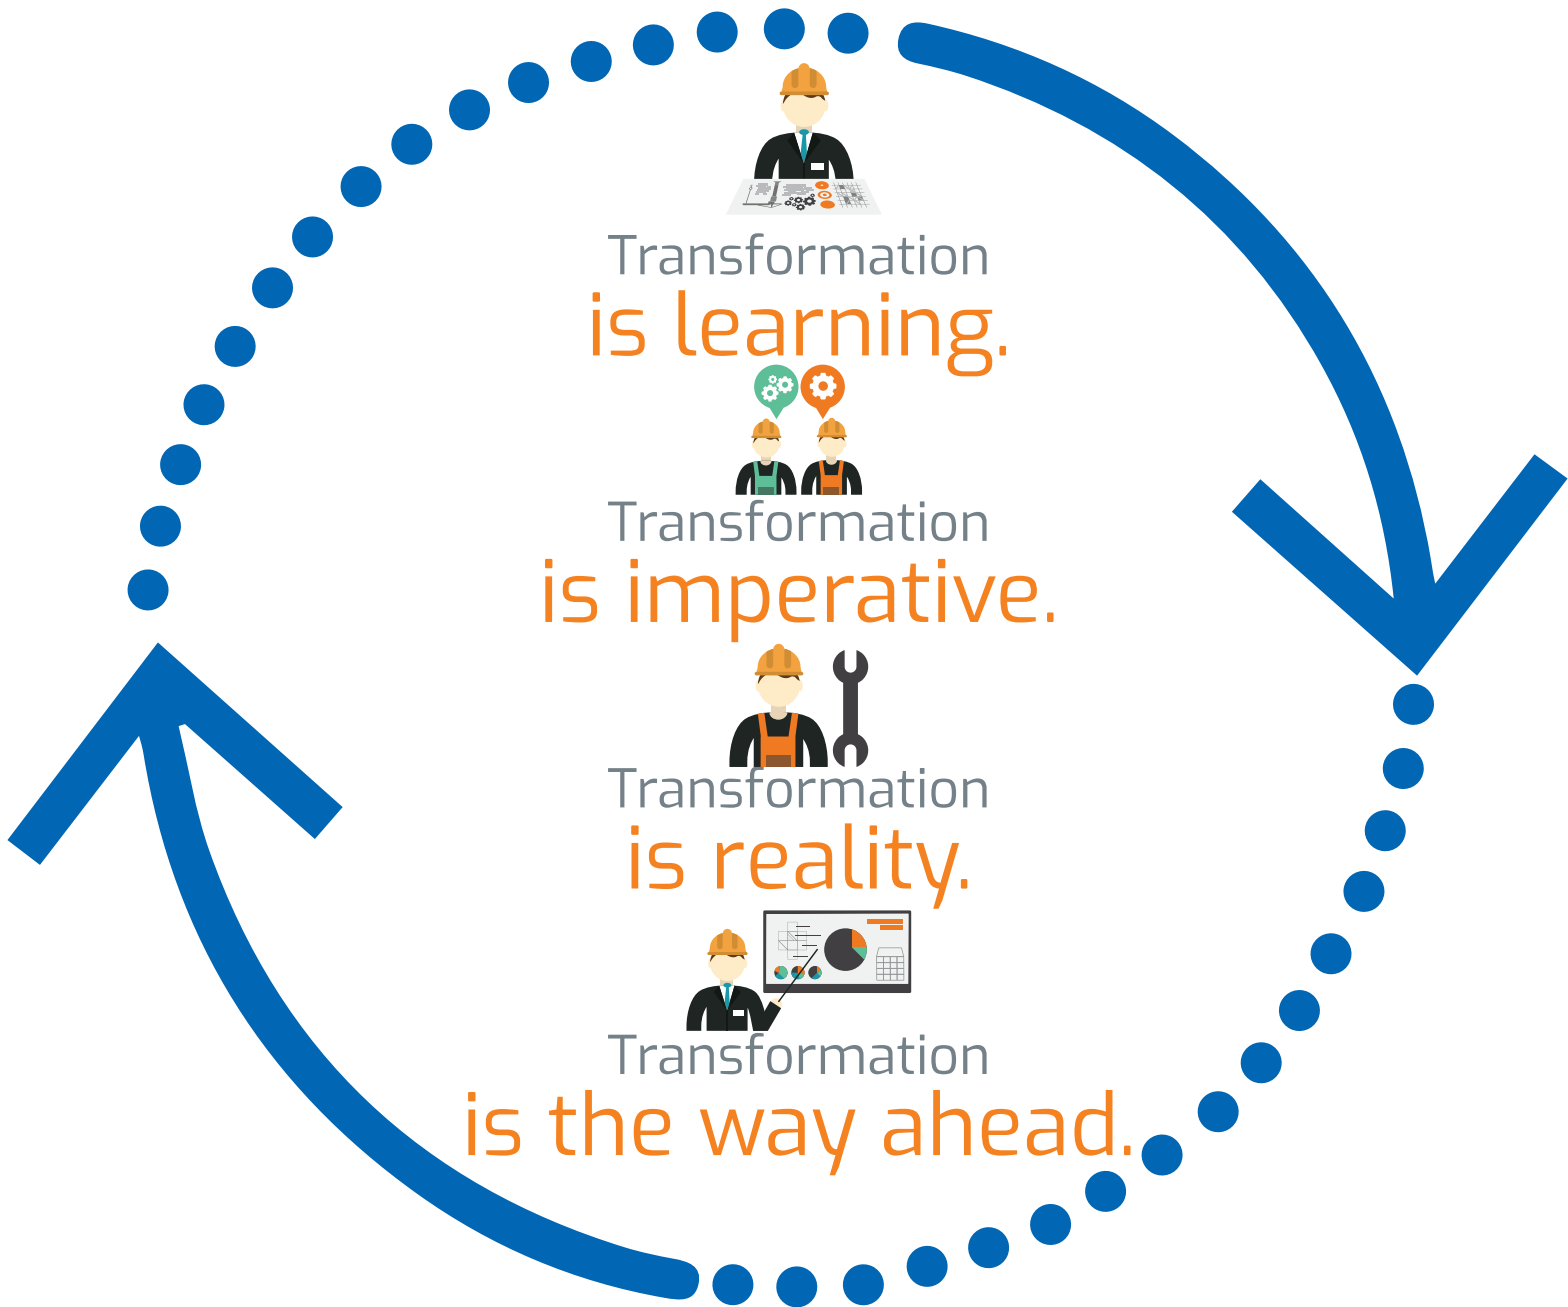 Transformation
is learning.
Transformation
is imperative.
Transformation
is reality.
Transformation
is the way ahead.